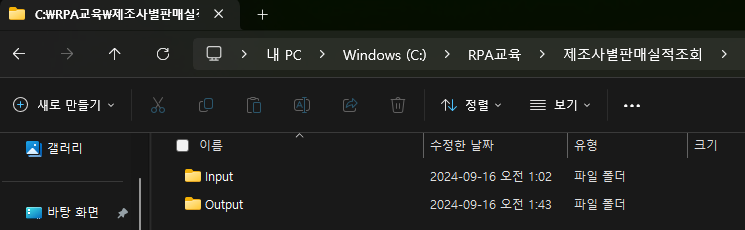 C:₩RPA교육₩제조사별판매실적
내 PC > Windows (C:) > RPA교육 > 제조사별판매실적조회 >
새로 만들기 정렬 보기 ...
갤러리
이름 수정한 날짜 유형 크기
Input 2024-09-16 오전 1:02 파일 폴더
바탕 화면
Output 2024-09-16 오전 1:43 파일 폴더